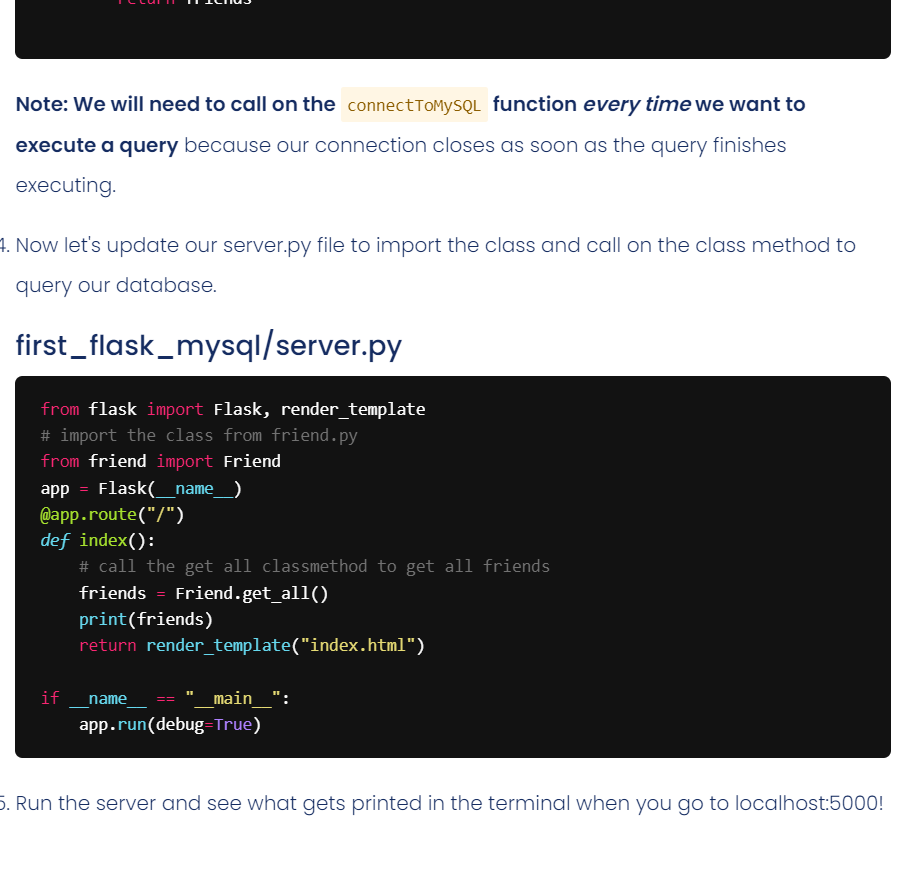 return friends
Note: We will need to call on the connectToMySQL function every time we want to
execute a query because our connection closes as soon as the query finishes
executing.
4. Now let's update our server.py file to import the class and call on the class method to
query our database.
first_flask_mysql/server.py
from flask import Flask, render_template
# import the class from friend.py
from friend import Friend
app = Flask(__name__)
@app.route("/")
def index():
    # call the get all classmethod to get all friends
    friends = Friend.get_all()
    print(friends)
    return render_template("index.html")
if __name__ == "__main__":
    app.run(debug=True)
5. Run the server and see what gets printed in the terminal when you go to localhost:5000!